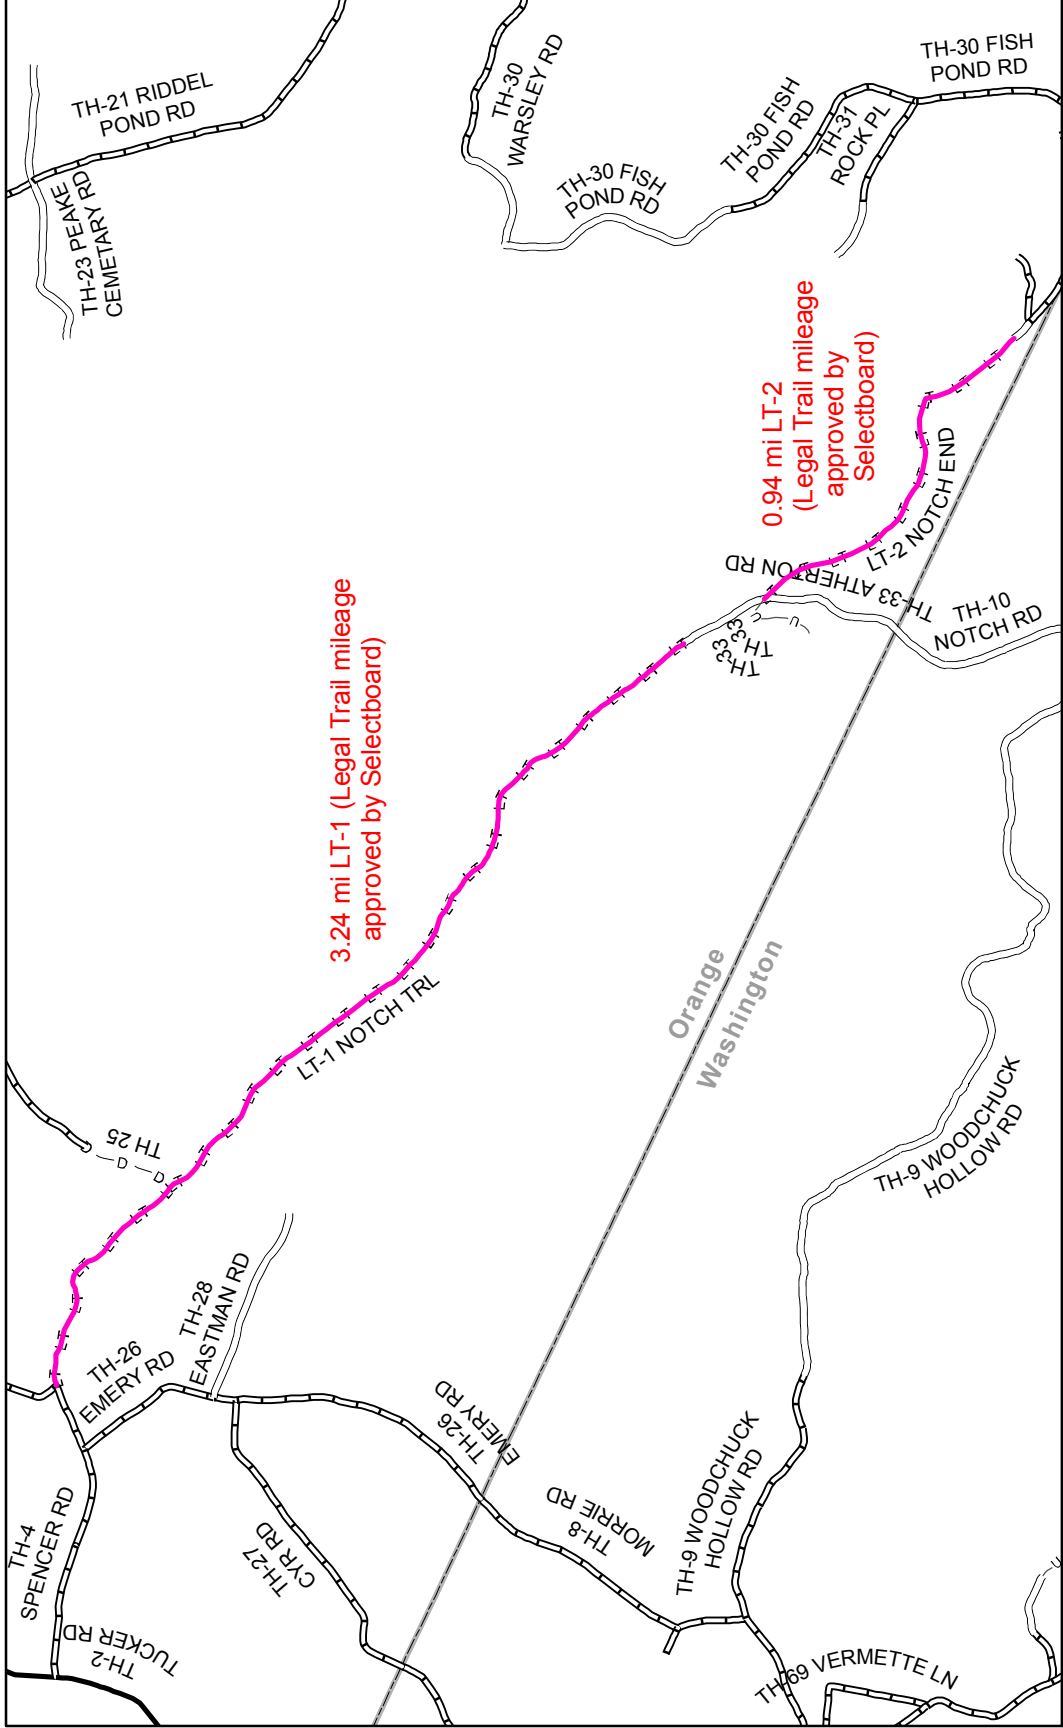 TH-21 RIDDEL
POND RD
TH-23 PEAKE
CEMETARY RD
TH-30
WARSLEY RD
TH-30 FISH
POND RD
TH-30 FISH
POND RD
TH-31
ROCK PL
TH-30 FISH
POND RD
0.94 mi LT-2
(Legal Trail mileage
approved by
Selectboard)
LT-2 NOTCH END
TH-33 ATHERTON RD
TH-33
TH-33
TH-10
NOTCH RD
3.24 mi LT-1 (Legal Trail mileage
approved by Selectboard)
LT-1 NOTCH TRL
Orange
Washington
TH 25
D
D
U
U
TH-9 WOODCHUCK
HOLLOW RD
TH-28
EASTMAN RD
TH-26
EMERY RD
TH-26
EMERY RD
TH-4
SPENCER RD
TH-2
TUCKER RD
TH-27
CYR RD
TH-8
MORRIE RD
TH-9 WOODCHUCK
HOLLOW RD
TH-69 VERMETTE LN
U